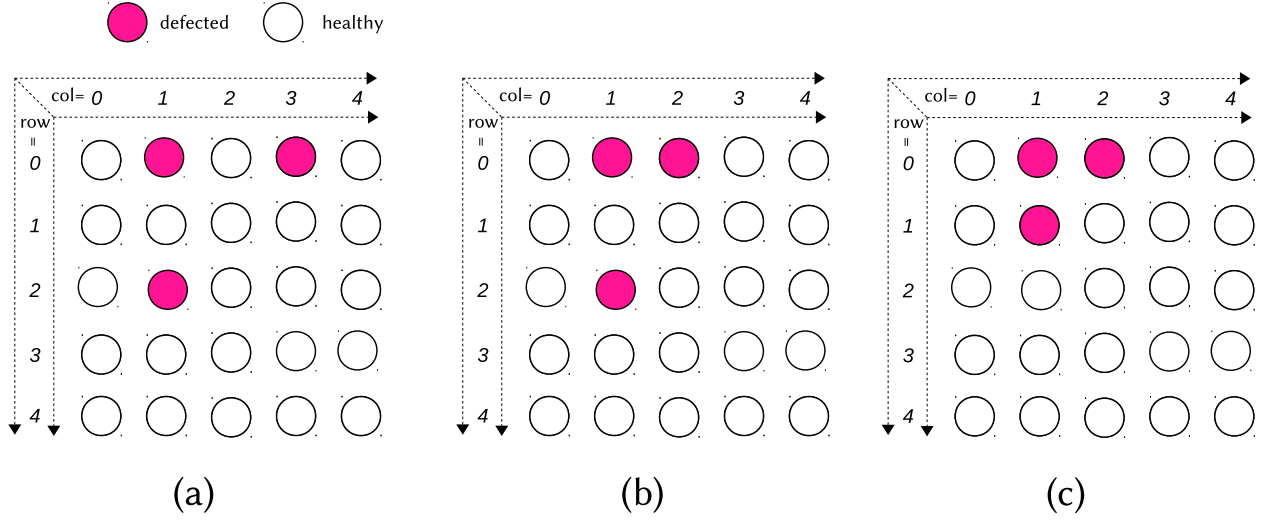 defected healthy
col= 0 1 2 3 4 col= 0 1 2 3 4 col= 0 1 2 3 4
row row row
= = =
0 0 0
1 1 1
2 2 2
3 3 3
4 4 4
(a) (b) (c)